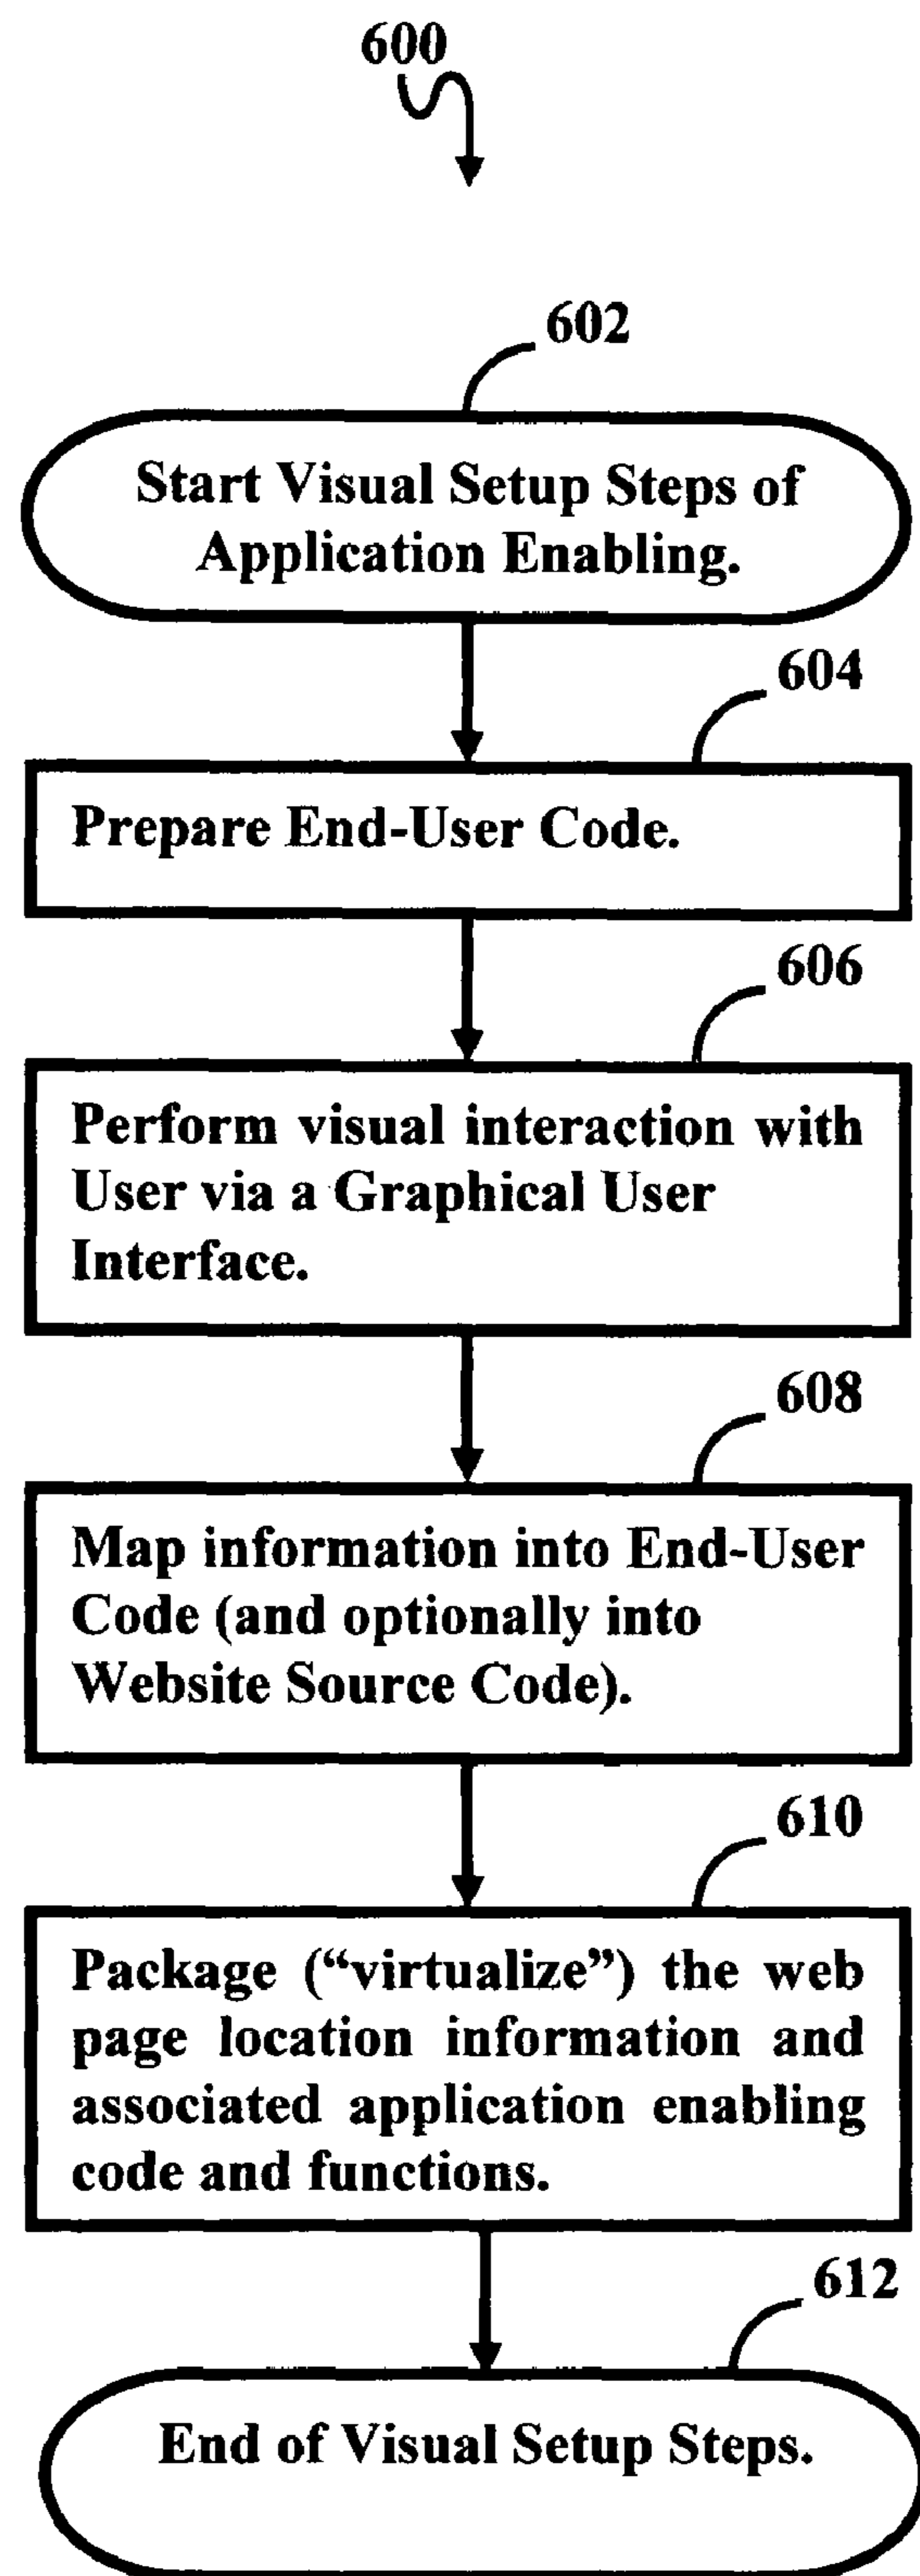 600
602
Start Visual Setup Steps of
Application Enabling.
604
Prepare End-User Code.
606
Perform visual interaction with
User via a Graphical User
Interface.
608
Map information into End-User
Code (and optionally into
Website Source Code).
610
Package (“virtualize”) the web
page location information and
associated application enabling
code and functions.
612
End of Visual Setup Steps.